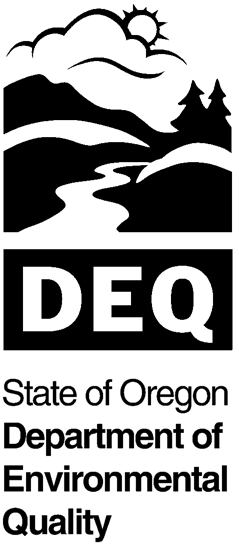 DEQ
State of Oregon
Department of
Environmental
Quality